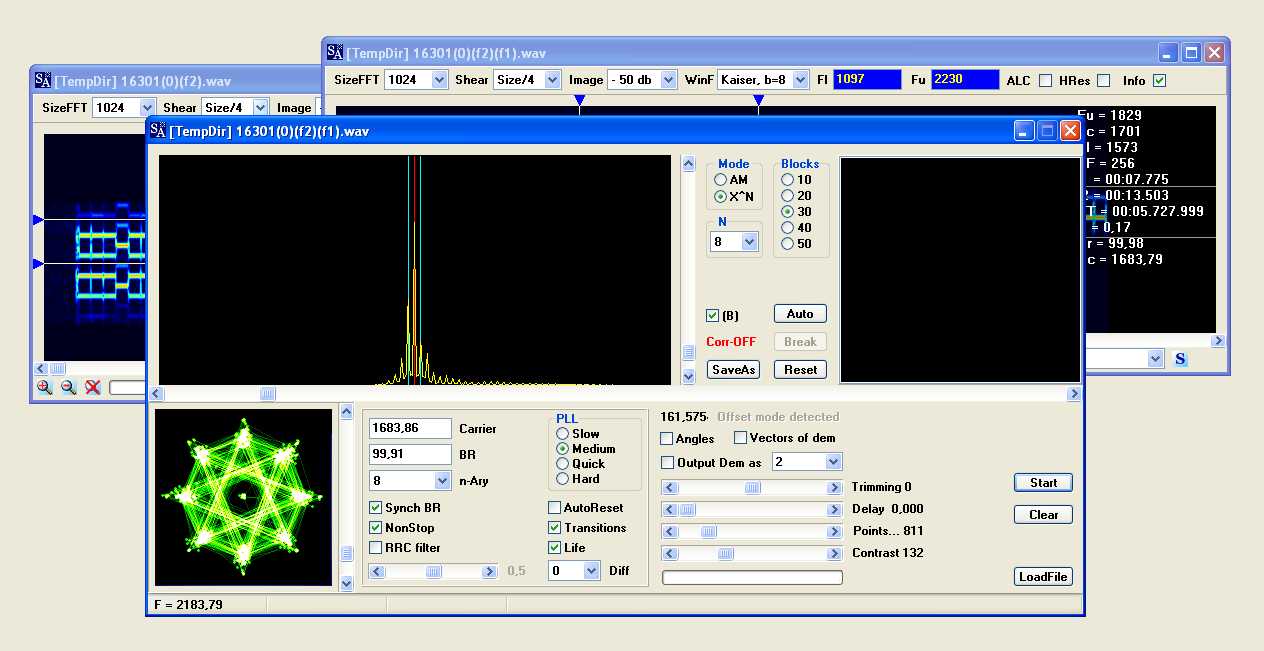 SA [TempDir] 16301(0)(f2)(f1).wav
SizeFFT 1024 Shear Size/4 Image - 50 db WinF Kaiser, b=8 Fl 1097 Fu 2230 ALC HRes Info
SA [TempDir] 16301(0)(f2).wav
SizeFFT 1024 Shear Size/4 Image
Fu = 1829
c = 1701
l = 1573
F = 256
= 00:07.775
= 00:13.503
T = 00:05.727.999
= 0,17
r = 99,98
c = 1683,79
S
SA [TempDir] 16301(0)(f2)(f1).wav
Mode
AM
X^N
N
8
Blocks
10
20
30
40
50
(B)
Auto
Corr-OFF
Break
SaveAs
Reset
1683,86 Carrier
99,91 BR
8 n-Ary
Synch BR
NonStop
RRC filter
0,5
PLL
Slow
Medium
Quick
Hard
AutoReset
Transitions
Life
0 Diff
161,575 Offset mode detected
Angles Vectors of dem
Output Dem as 2
Trimming 0
Delay 0,000
Points... 811
Contrast 132
Start
Clear
LoadFile
F = 2183,79